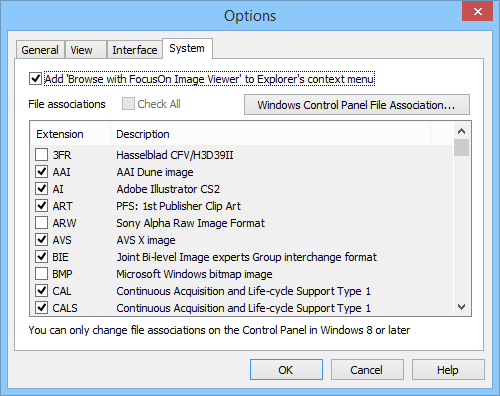 Options
General View Interface System
Add 'Browse with FocusOn Image Viewer' to Explorer's context menu
File associations Check All Windows Control Panel File Association...
Extension Description
3FR Hasselblad CFV/H3D39II
AAI AAI Dune image
AI Adobe Illustrator CS2
ART PFS: 1st Publisher Clip Art
ARW Sony Alpha Raw Image Format
AVS AVS X image
BIE Joint Bi-level Image experts Group interchange format
BMP Microsoft Windows bitmap image
CAL Continuous Acquisition and Life-cycle Support Type 1
CALS Continuous Acquisition and Life-cycle Support Type 1
You can only change file associations on the Control Panel in Windows 8 or later
OK Cancel Help